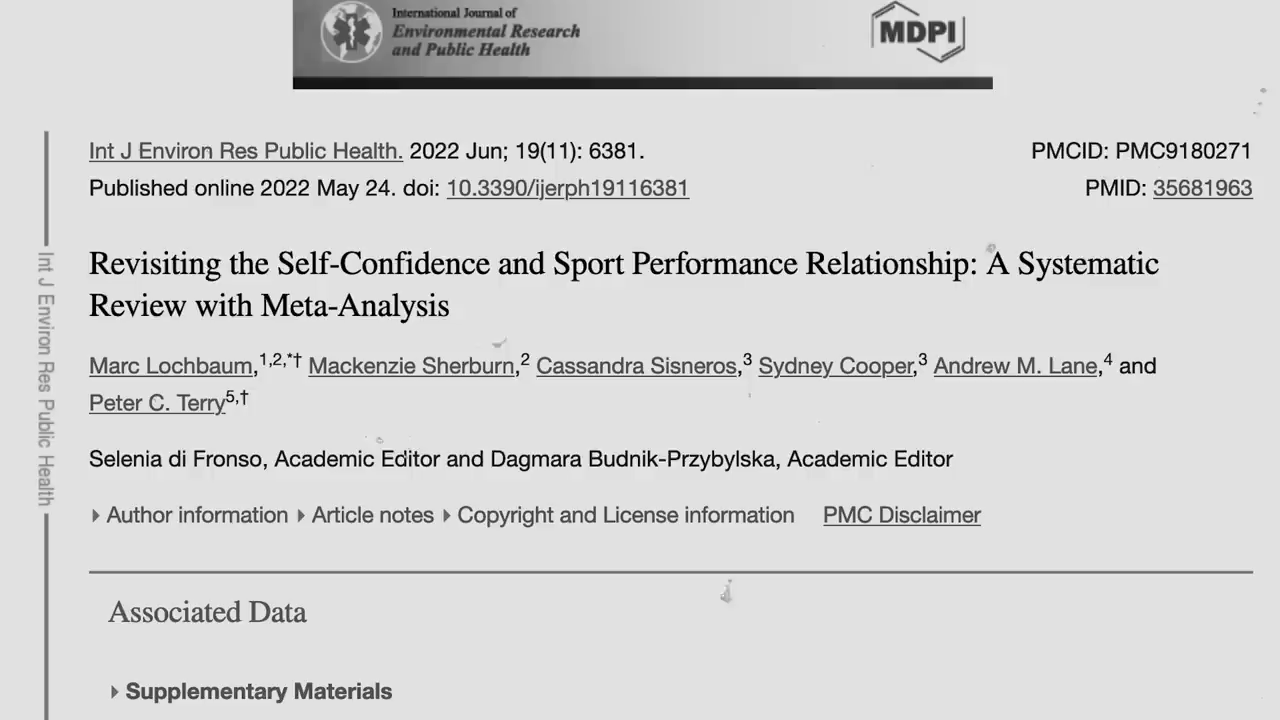 International Journal of
Environmental Research
and Public Health
MDPI
Int J Environ Res Public Health. 2022 Jun; 19(11): 6381.
PMCID: PMC9180271
Published online 2022 May 24. doi: 10.3390/ijerph19116381
PMID: 35681963
Int J Environ Res Public Health
Revisiting the Self-Confidence and Sport Performance Relationship: A Systematic
Review with Meta-Analysis
Marc Lochbaum,1,2,*† Mackenzie Sherburn,2 Cassandra Sisneros,3 Sydney Cooper,3 Andrew M. Lane,4 and
Peter C. Terry5,†
Selenia di Fronso, Academic Editor and Dagmara Budnik-Przybylska, Academic Editor
▸ Author information ▸ Article notes ▸ Copyright and License information PMC Disclaimer
Associated Data
▸ Supplementary Materials